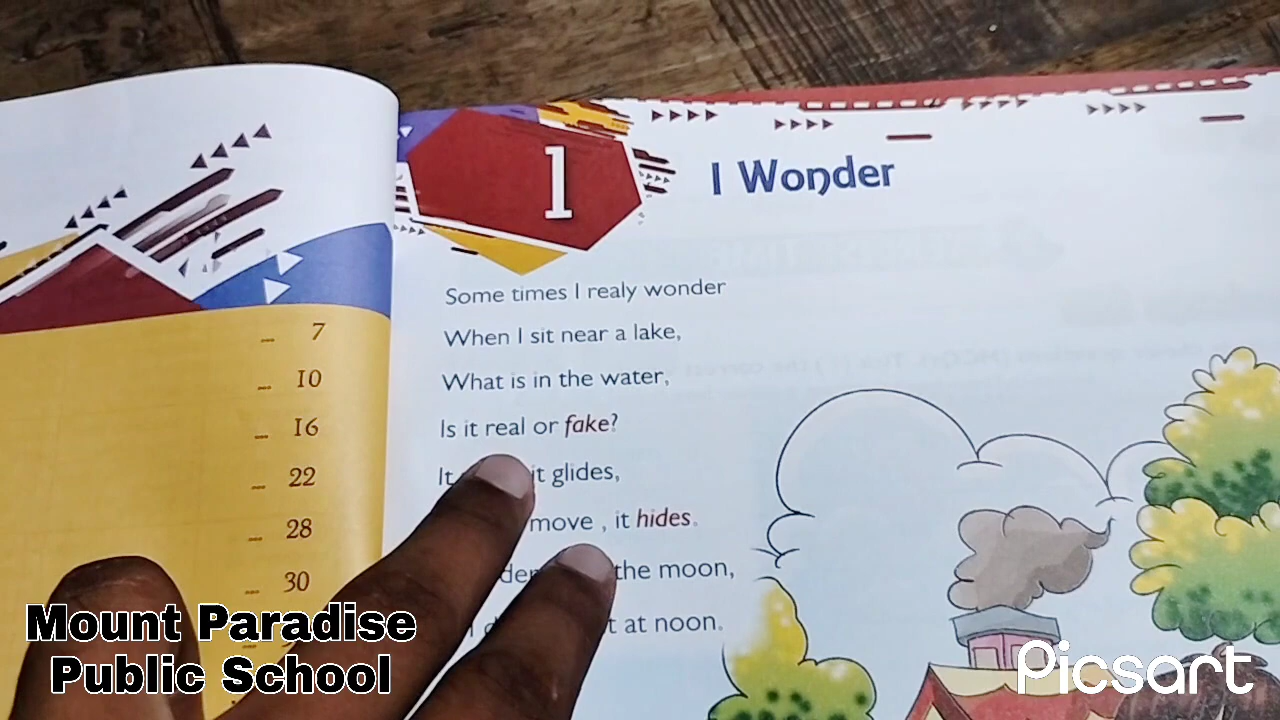 7
10
16
22
28
30
1
I Wonder
Some times I realy wonder
When I sit near a lake,
What is in the water,
Is it real or fake?
It it glides,
move , it hides.
the moon,
at noon.
Mount Paradise
Public School
Picsart